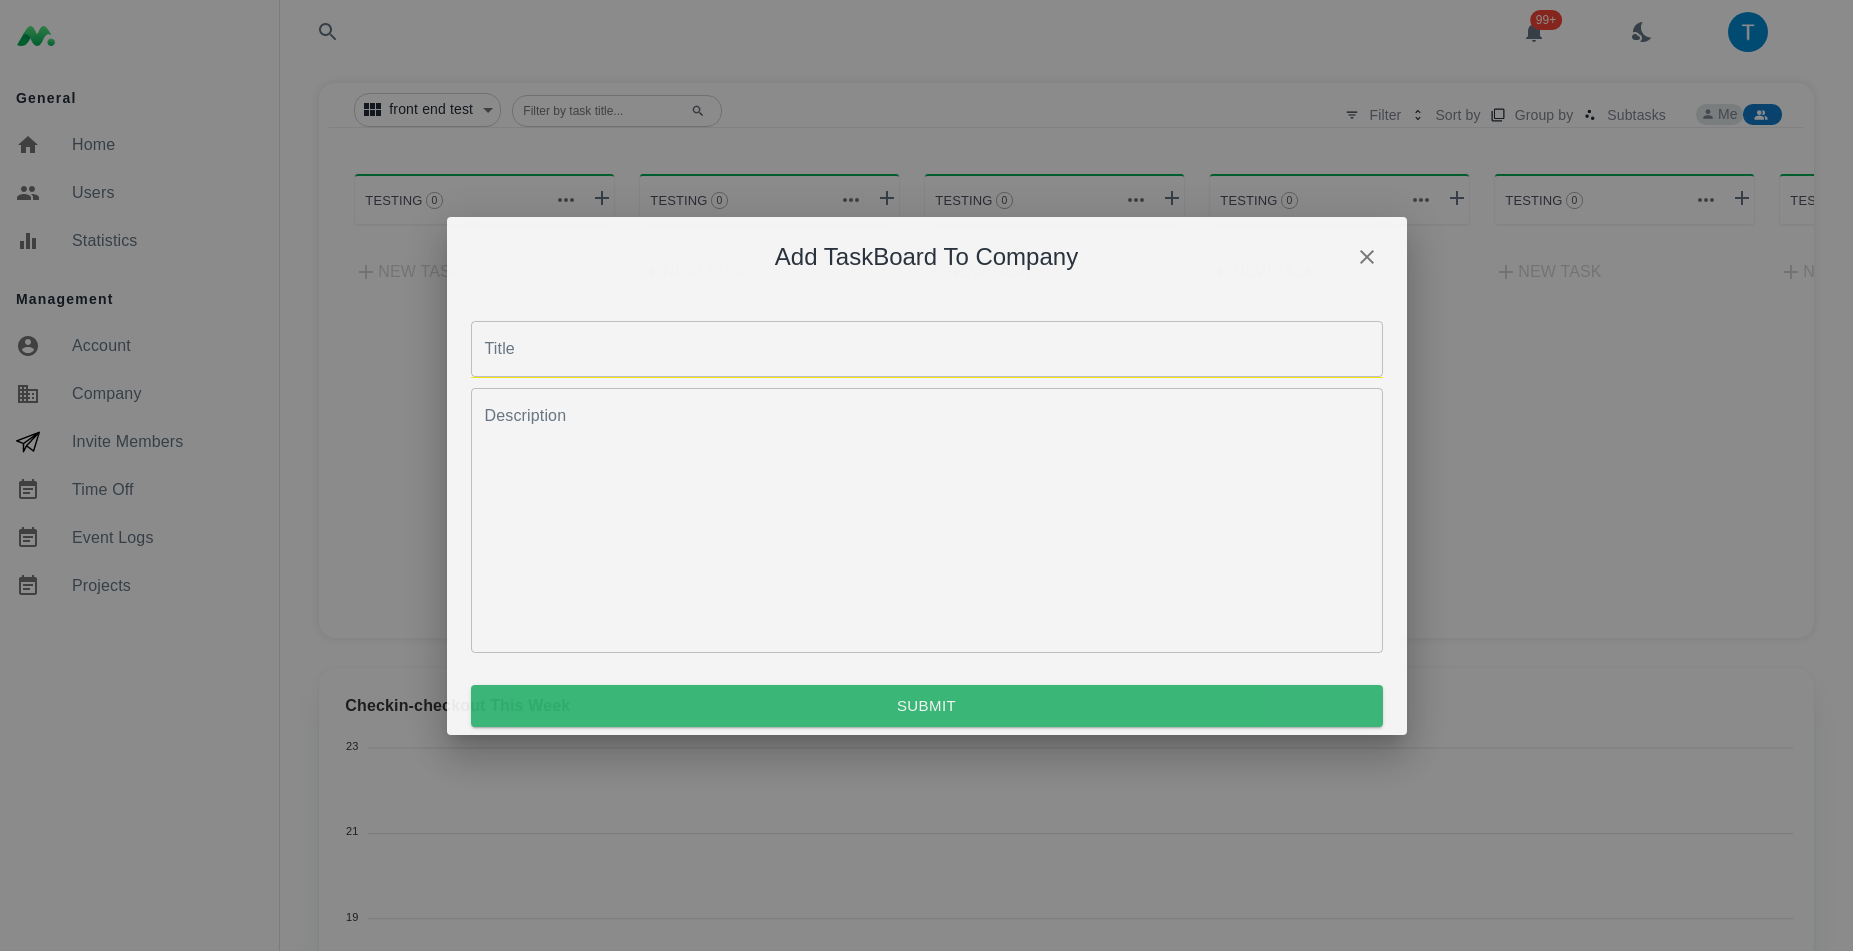 General
Home
Users
Statistics
Management
Account
Company
Invite Members
Time Off
Event Logs
Projects
99+
T
front end test
Filter by task title...
Filter
Sort by
Group by
Subtasks
Me
TESTING 0
TESTING 0
TESTING 0
TESTING 0
TESTING 0
TES
NEW TAS
NEW TASK
N
Add TaskBoard To Company
Title
Description
SUBMIT
Checkin-checkout This Week
23
21
19